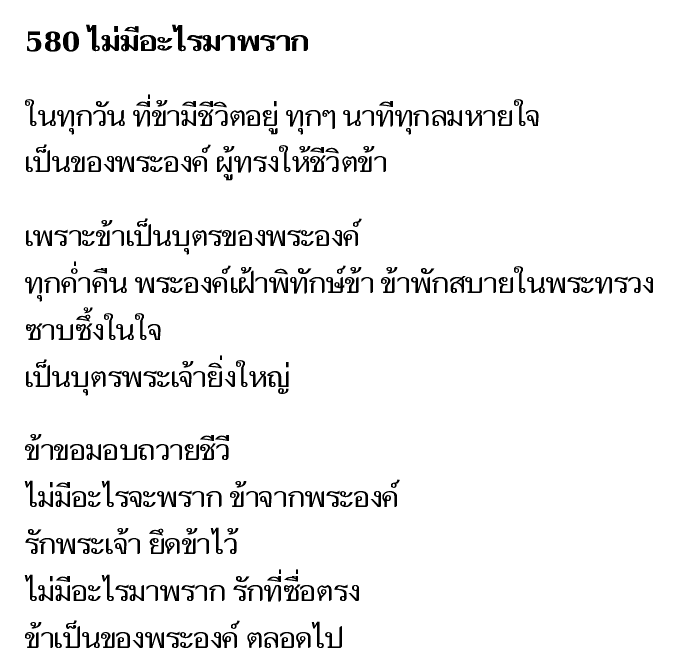 580 ไม่มีอะไรมาพราก
ในทุกวัน ที่ข้ามีชีวิตอยู่ ทุกๆ นาทีทุกลมหายใจ
เป็นของพระองค์ ผู้ทรงให้ชีวิตข้า
เพราะข้าเป็นบุตรของพระองค์
ทุกค่ำคืน พระองค์เฝ้าพิทักษ์ข้า ข้าพักสบายในพระทรวง
ซาบซึ้งในใจ
เป็นบุตรพระเจ้ายิ่งใหญ่
ข้าขอมอบถวายชีวี
ไม่มีอะไรจะพราก ข้าจากพระองค์
รักพระเจ้า ยึดข้าไว้
ไม่มีอะไรมาพราก รักที่ซื่อตรง
ข้าเป็นของพระองค์ ตลอดไป